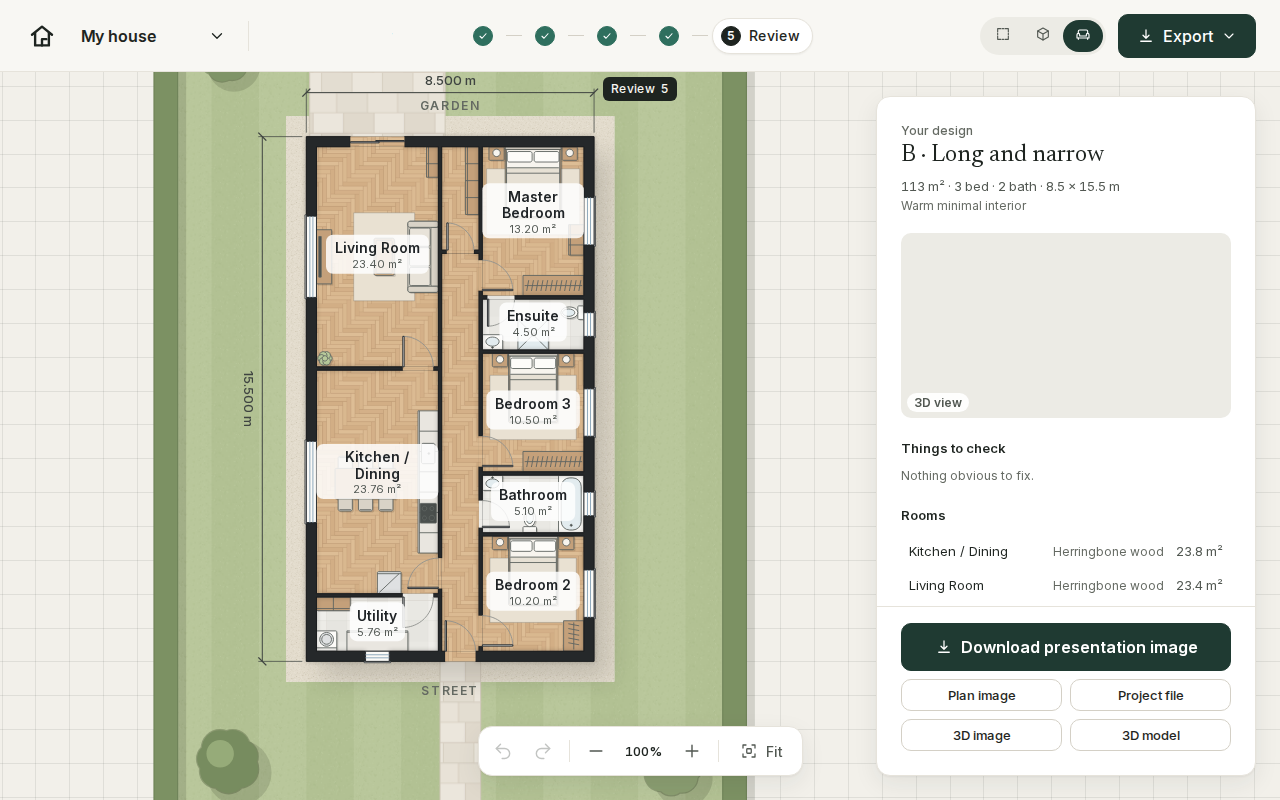 My house
5 Review
Export
8.500 m
Review 5
GARDEN
Master
Bedroom
13.20 m²
Living Room
23.40 m²
Ensuite
4.50 m²
15.500 m
Bedroom 3
10.50 m²
Kitchen /
Dining
23.76 m²
Bathroom
5.10 m²
Bedroom 2
10.20 m²
Utility
5.76 m²
STREET
100%
Fit
Your design
B · Long and narrow
113 m² · 3 bed · 2 bath · 8.5 × 15.5 m
Warm minimal interior
3D view
Things to check
Nothing obvious to fix.
Rooms
Kitchen / Dining Herringbone wood 23.8 m²
Living Room Herringbone wood 23.4 m²
Download presentation image
Plan image
Project file
3D image
3D model